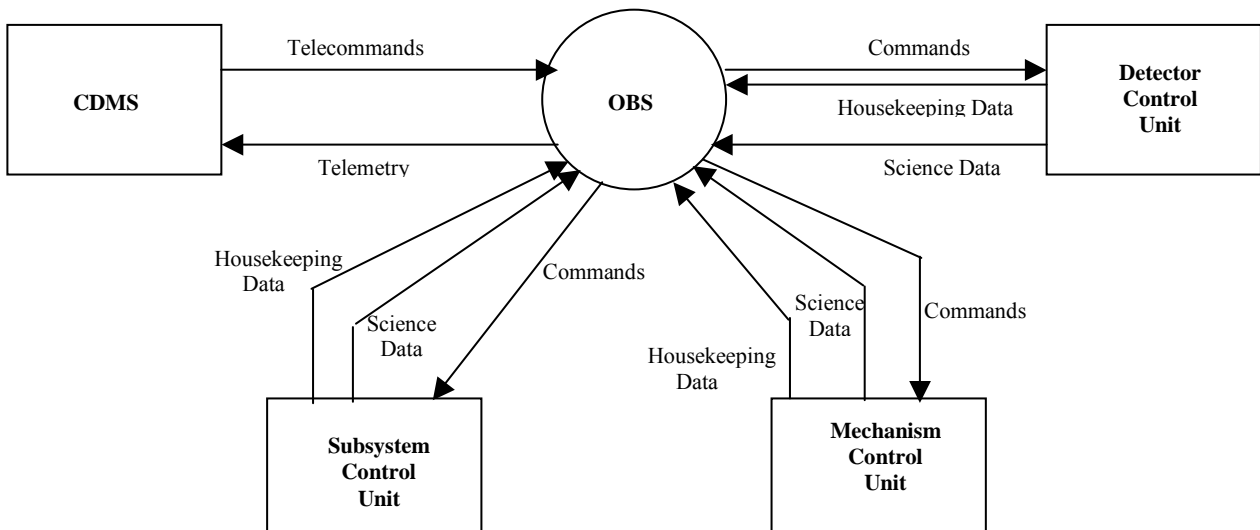 Telecommands
Commands
CDMS
OBS
Detector
Control
Unit
Housekeeping Data
Telemetry
Science Data
Housekeeping
Data
Commands
Science
Data
Science
Data
Commands
Housekeeping
Data
Subsystem
Control
Unit
Mechanism
Control
Unit